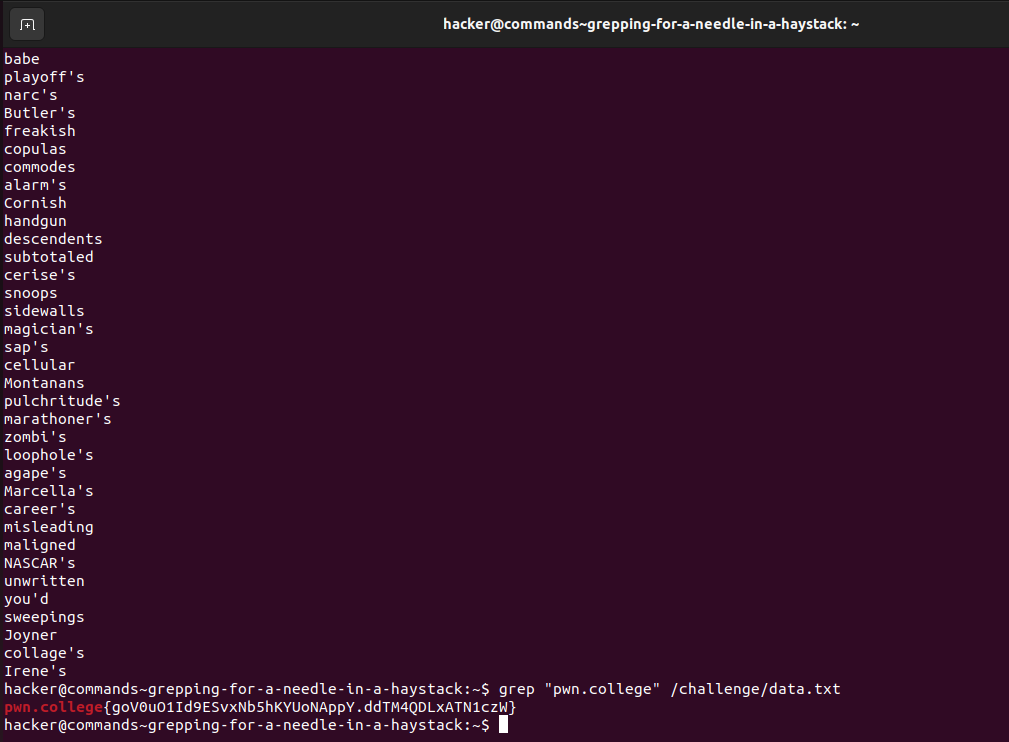 hacker@commands~grepping-for-a-needle-in-a-haystack: ~
babe
playoff's
narc's
Butler's
freakish
copulas
commodes
alarm's
Cornish
handgun
descendents
subtotaled
cerise's
snoops
sidewalls
magician's
sap's
cellular
Montanans
pulchritude's
marathoner's
zombi's
loophole's
agape's
Marcella's
career's
misleading
maligned
NASCAR's
unwritten
you'd
sweepings
Joyner
collage's
Irene's
hacker@commands~grepping-for-a-needle-in-a-haystack:~$ grep "pwn.college" /challenge/data.txt
pwn.college{goV0uO1Id9ESvxNb5hKYUoNAppY.ddTM4QDLxATN1czW}
hacker@commands~grepping-for-a-needle-in-a-haystack:~$